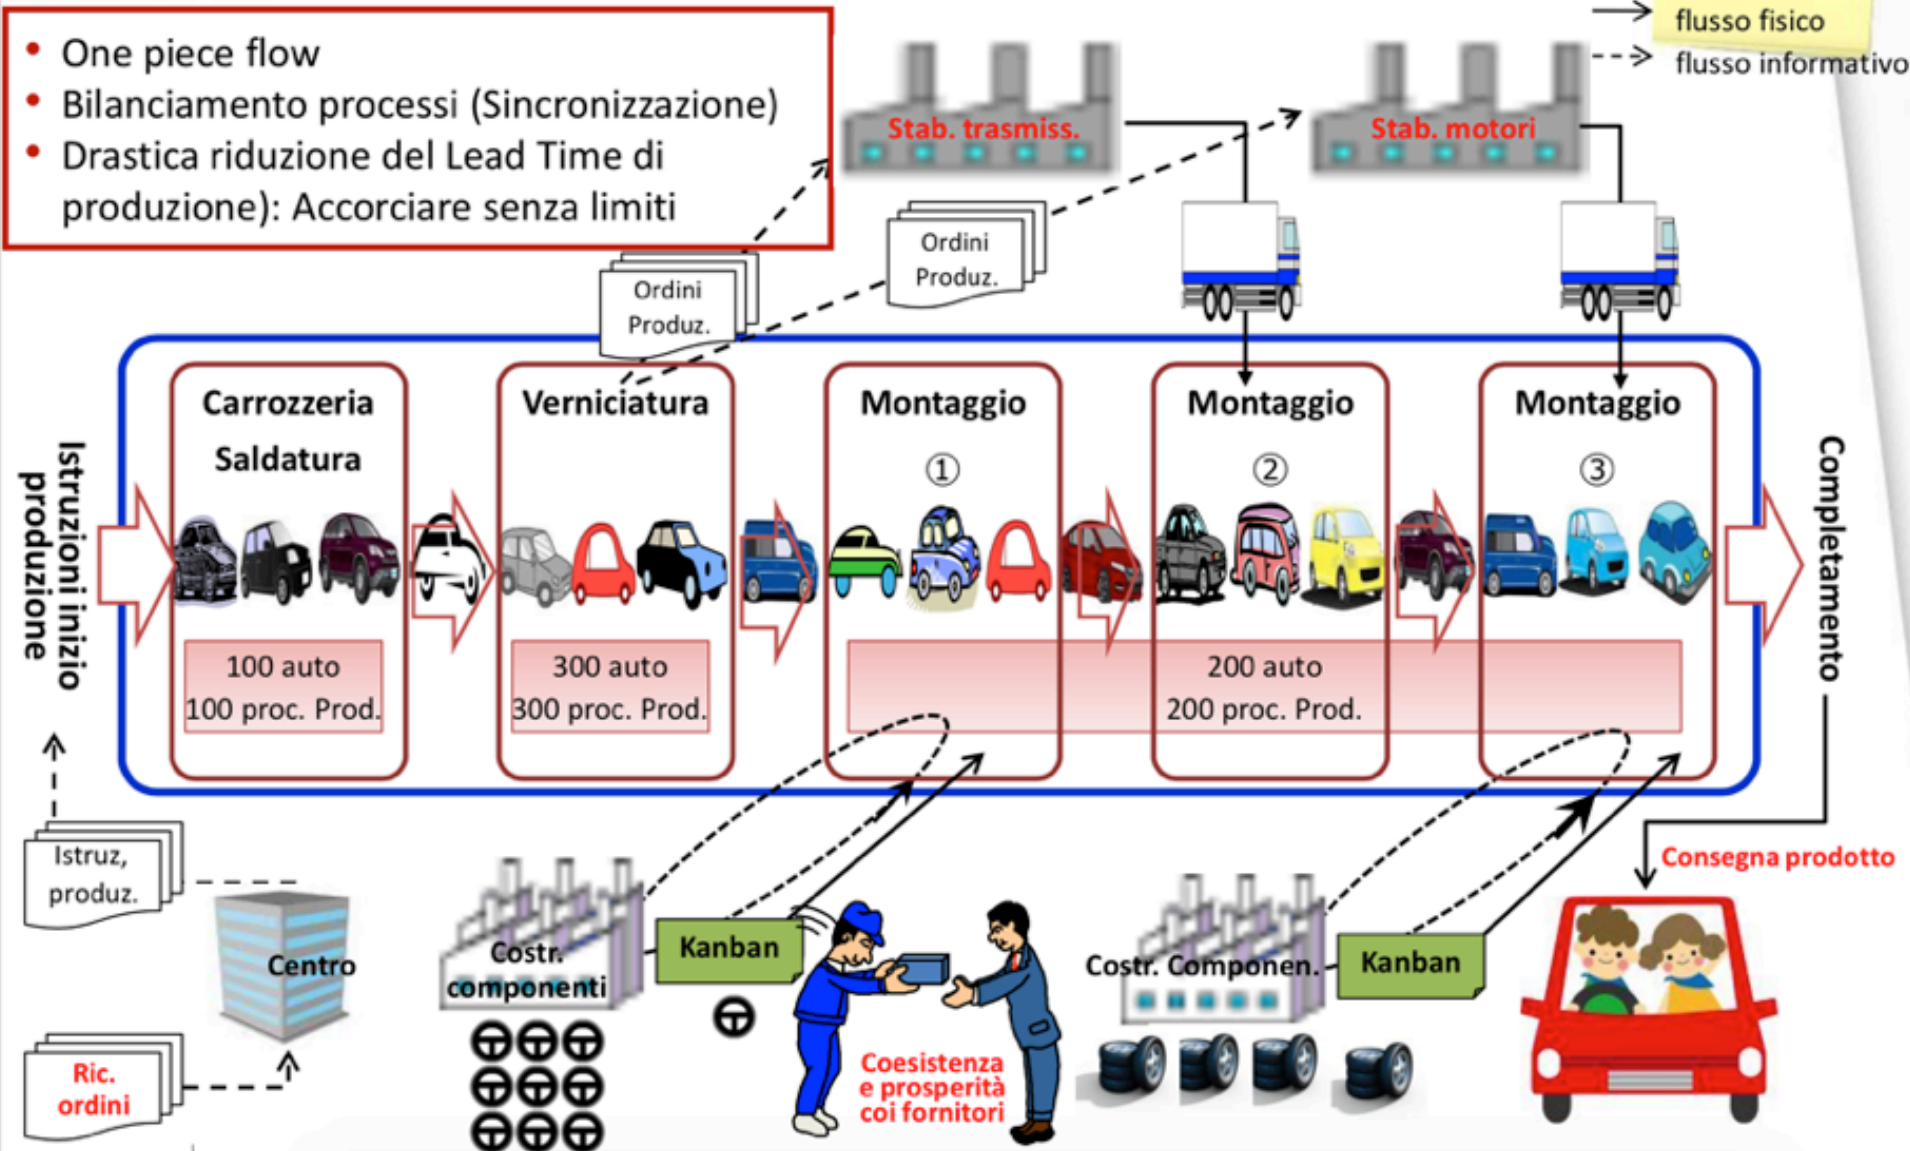 • One piece flow
• Bilanciamento processi (Sincronizzazione)
• Drastica riduzione del Lead Time di
produzione): Accorciare senza limiti
flusso fisico
flusso informativo
Stab. trasmiss.
Stab. motori
Ordini
Produz.
Ordini
Produz.
Istruzioni inizio
produzione
Carrozzeria
Saldatura
100 auto
100 proc. Prod.
Verniciatura
300 auto
300 proc. Prod.
Montaggio
①
Montaggio
②
Montaggio
③
200 auto
200 proc. Prod.
Completamento
Istruz,
produz.
Centro
Ric.
ordini
Costr.
componenti
Kanban
Coesistenza
e prosperità
coi fornitori
Costr. Componen.
Kanban
Consegna prodotto